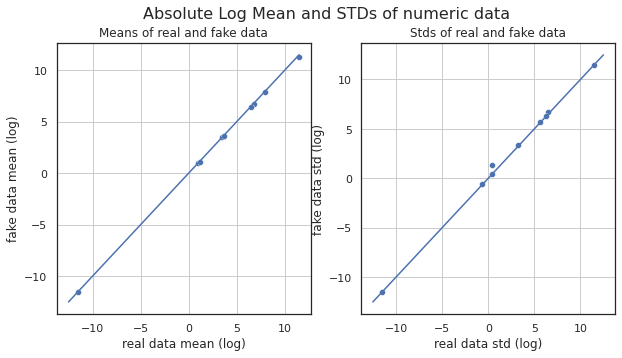 Absolute Log Mean and STDs of numeric data
Means of real and fake data
Stds of real and fake data
fake data mean (log)
10
5
0
−5
−10
−10
−5
0
5
10
real data mean (log)
fake data std (log)
10
5
0
−5
−10
−10
−5
0
5
10
real data std (log)